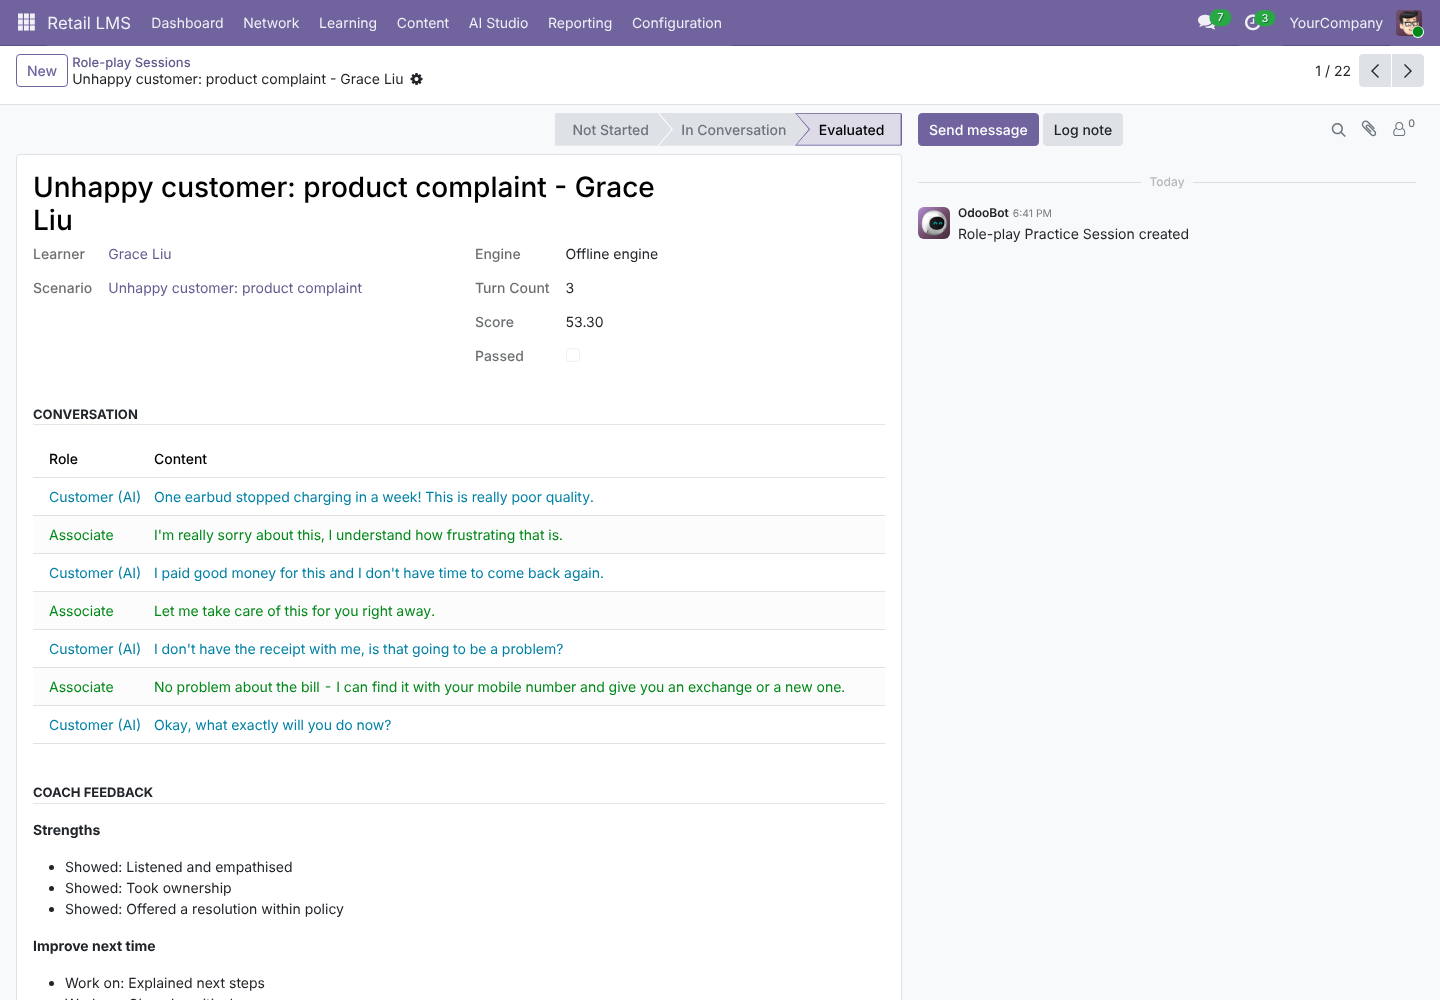 Retail LMS Dashboard Network Learning Content AI Studio Reporting Configuration 7 3 YourCompany
New
Role-play Sessions
Unhappy customer: product complaint - Grace Liu
1 / 22
Not Started In Conversation Evaluated
Send message Log note 0
Unhappy customer: product complaint - Grace
Liu
Learner Grace Liu
Scenario Unhappy customer: product complaint
Engine Offline engine
Turn Count 3
Score 53.30
Passed
CONVERSATION
Role Content
Customer (AI) One earbud stopped charging in a week! This is really poor quality.
Associate I'm really sorry about this, I understand how frustrating that is.
Customer (AI) I paid good money for this and I don't have time to come back again.
Associate Let me take care of this for you right away.
Customer (AI) I don't have the receipt with me, is that going to be a problem?
Associate No problem about the bill - I can find it with your mobile number and give you an exchange or a new one.
Customer (AI) Okay, what exactly will you do now?
COACH FEEDBACK
Strengths
Showed: Listened and empathised
Showed: Took ownership
Showed: Offered a resolution within policy
Improve next time
Work on: Explained next steps
Today
OdooBot 6:41 PM
Role-play Practice Session created